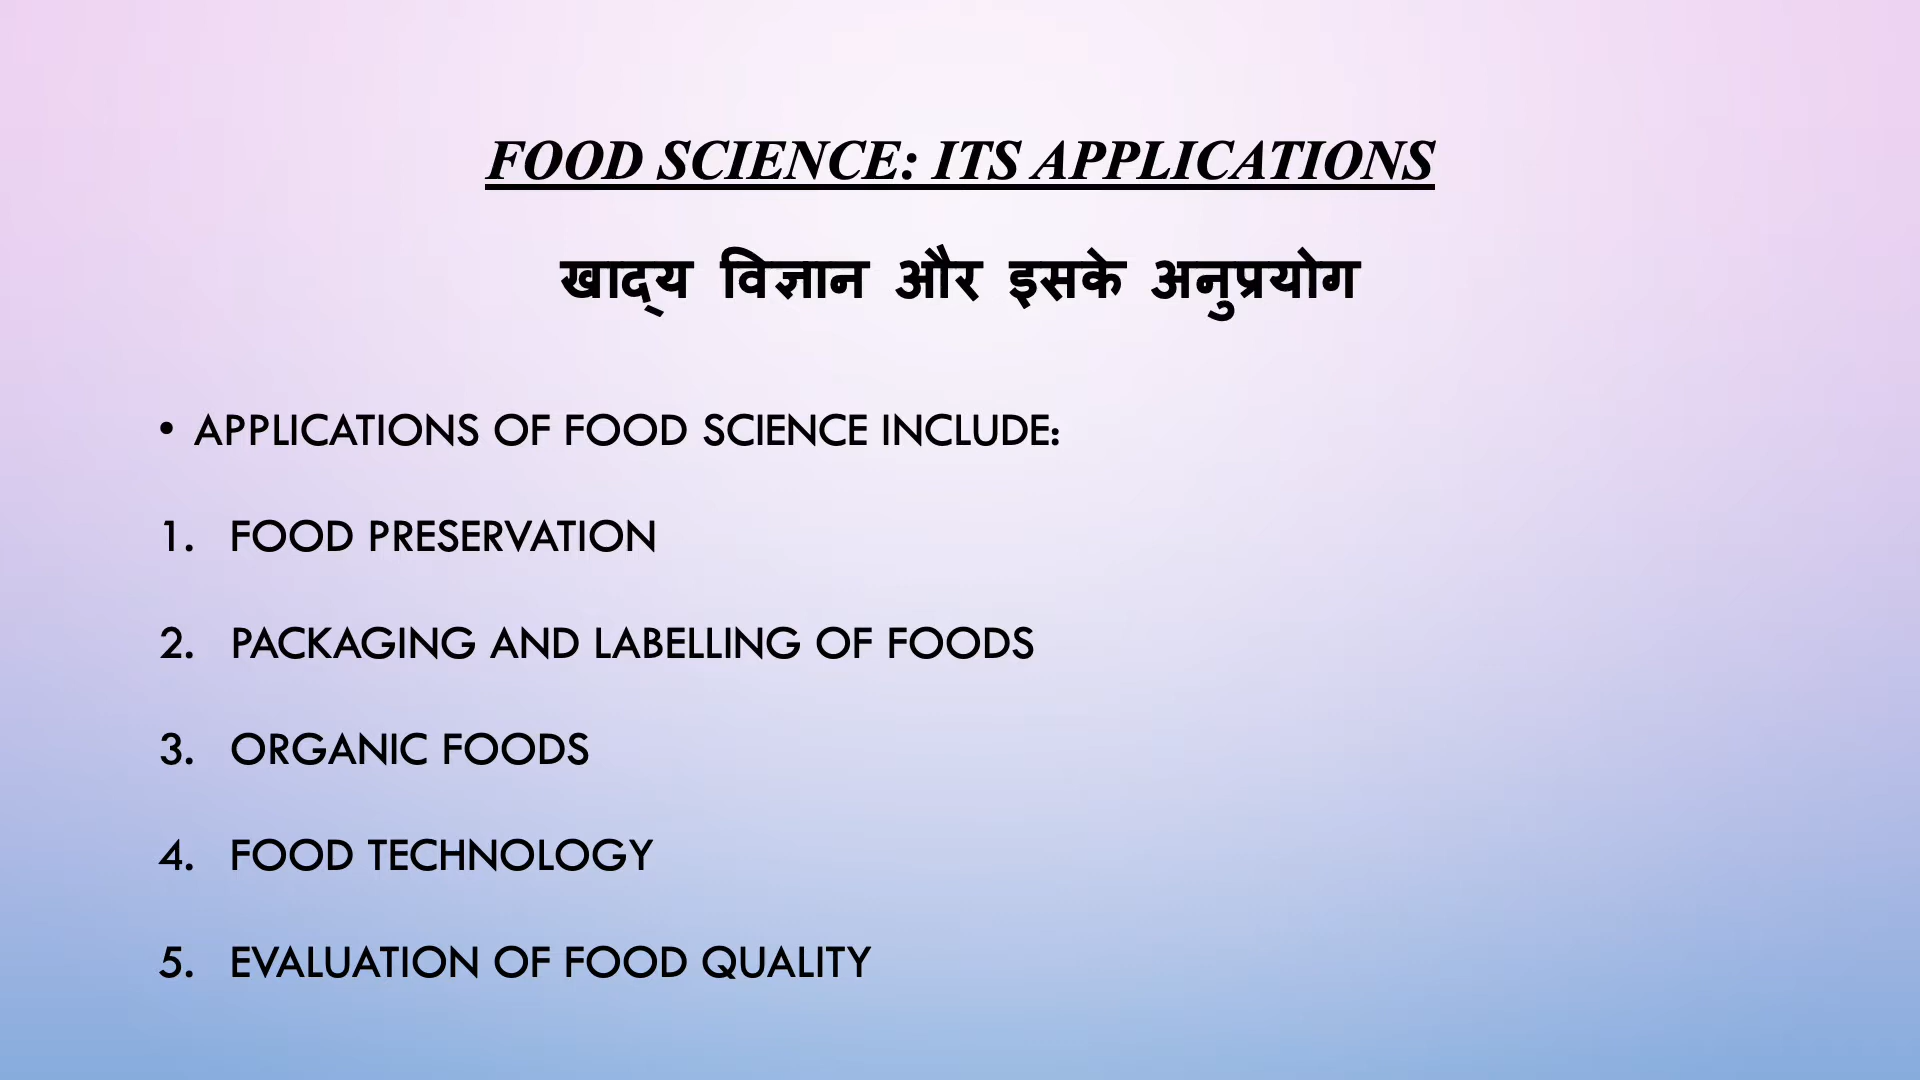 FOOD SCIENCE: ITS APPLICATIONS
खाद्य विज्ञान और इसके अनुप्रयोग
• APPLICATIONS OF FOOD SCIENCE INCLUDE:
1. FOOD PRESERVATION
2. PACKAGING AND LABELLING OF FOODS
3. ORGANIC FOODS
4. FOOD TECHNOLOGY
5. EVALUATION OF FOOD QUALITY